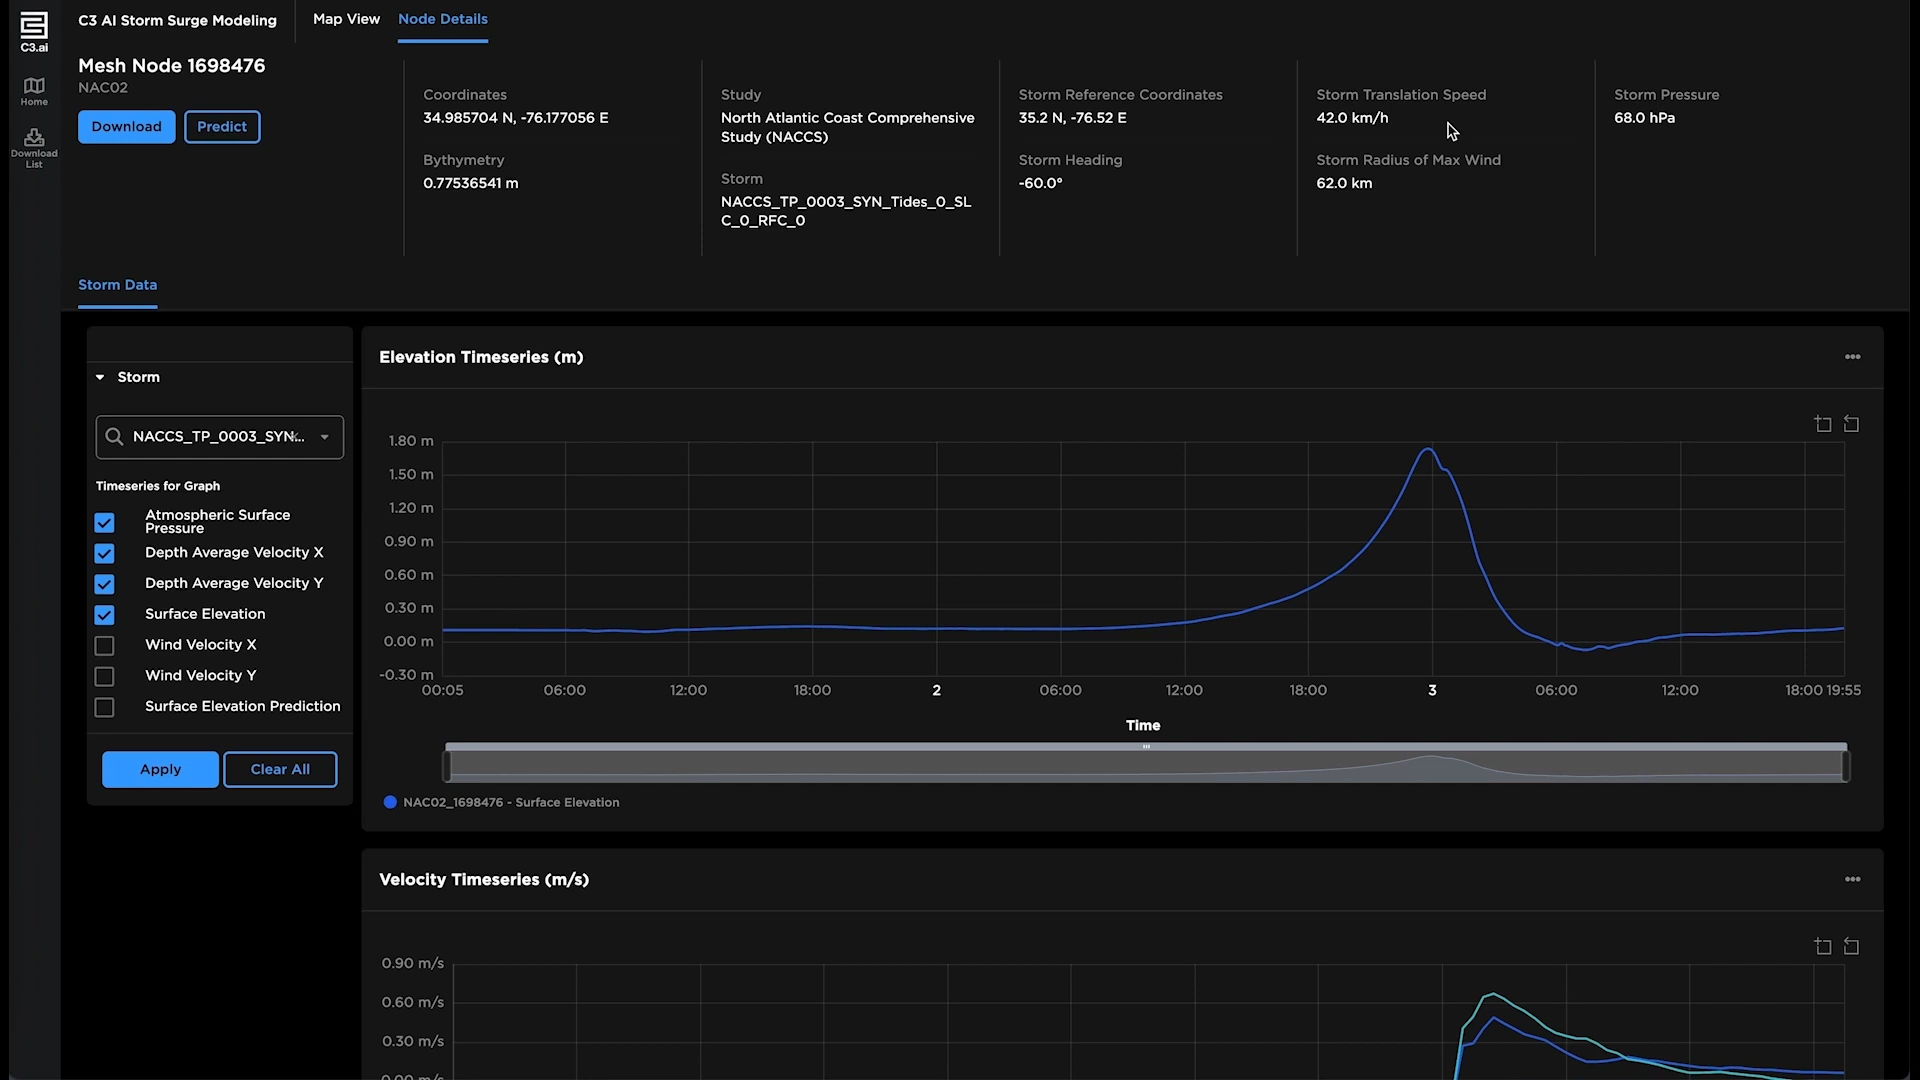 C3 AI Storm Surge Modeling
Map View
Node Details
C3.ai
Home
Download
List
Mesh Node 1698476
NAC02
Download
Predict
Coordinates
34.985704 N, -76.177056 E
Bythymetry
0.77536541 m
Study
North Atlantic Coast Comprehensive
Study (NACCS)
Storm
NACCS_TP_0003_SYN_Tides_0_SL
C_0_RFC_0
Storm Reference Coordinates
35.2 N, -76.52 E
Storm Heading
-60.0°
Storm Translation Speed
42.0 km/h
Storm Radius of Max Wind
62.0 km
Storm Pressure
68.0 hPa
Storm Data
Storm
NACCS_TP_0003_SYN...
Timeseries for Graph
Atmospheric Surface
Pressure
Depth Average Velocity X
Depth Average Velocity Y
Surface Elevation
Wind Velocity X
Wind Velocity Y
Surface Elevation Prediction
Apply
Clear All
Elevation Timeseries (m)
1.80 m
1.50 m
1.20 m
0.90 m
0.60 m
0.30 m
0.00 m
-0.30 m
00:05 06:00 12:00 18:00 2 06:00 12:00 18:00 3 06:00 12:00 18:00 19:55
Time
NAC02_1698476 - Surface Elevation
Velocity Timeseries (m/s)
0.90 m/s
0.60 m/s
0.30 m/s
0.00 m/s